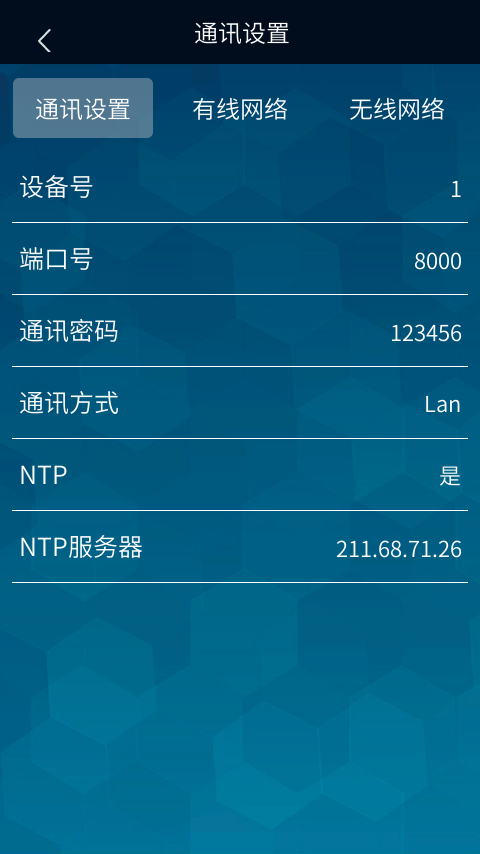 通讯设置
通讯设置 有线网络 无线网络
设备号 1
端口号 8000
通讯密码 123456
通讯方式 Lan
NTP 是
NTP服务器 211.68.71.26